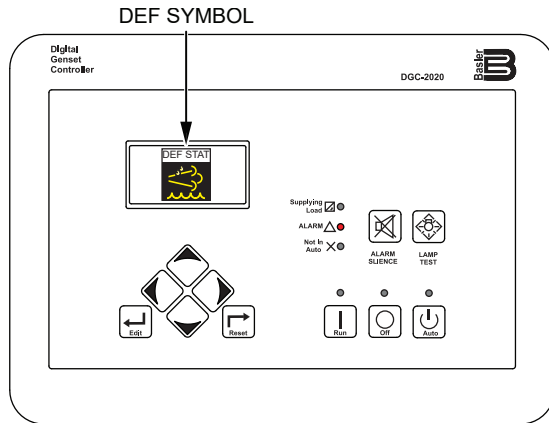 DEF SYMBOL
Digital
Genset
Controller
DGC-2020
Basler
DEF STAT
Supplying
Load
ALARM
Not In
Auto
ALARM
SLIENCE
LAMP
TEST
Edit
Reset
Run
Off
Auto